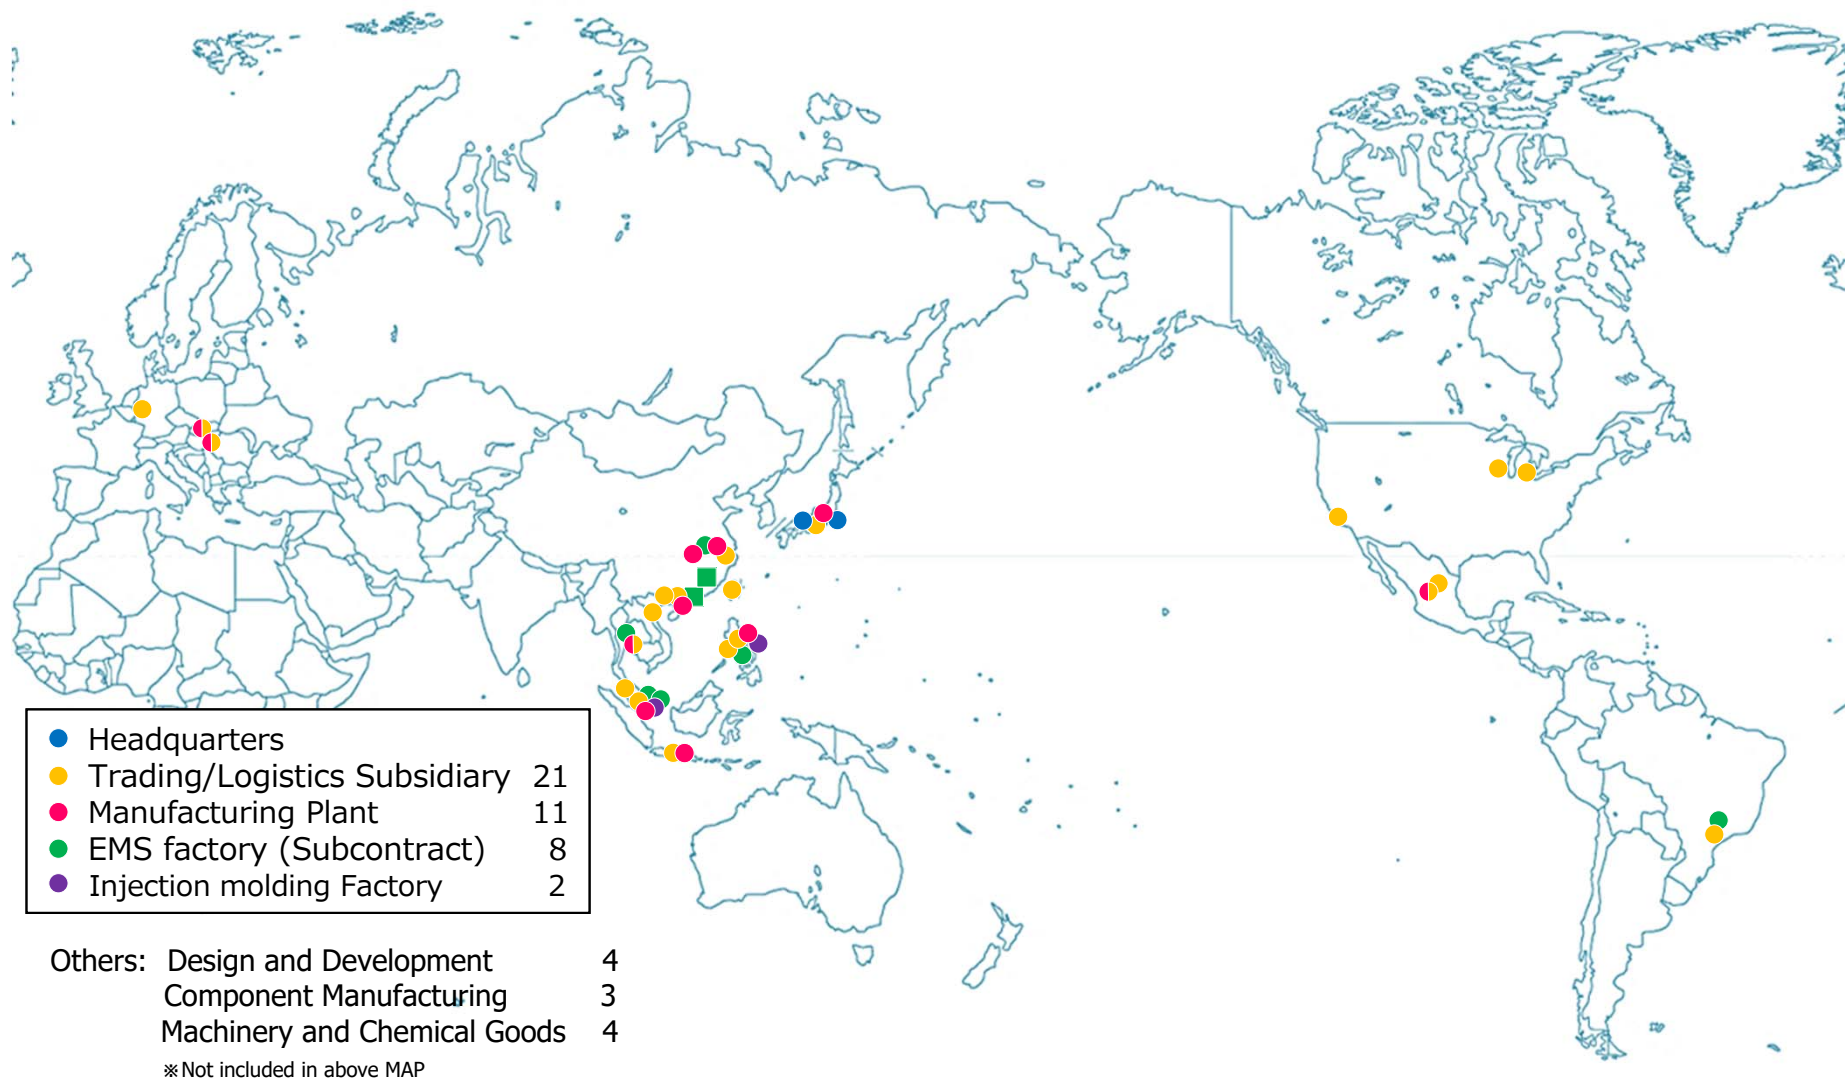 Headquarters
Trading/Logistics Subsidiary 21
Manufacturing Plant 11
EMS factory (Subcontract) 8
Injection molding Factory 2
Others: Design and Development 4
Component Manufacturing 3
Machinery and Chemical Goods 4
※Not included in above MAP